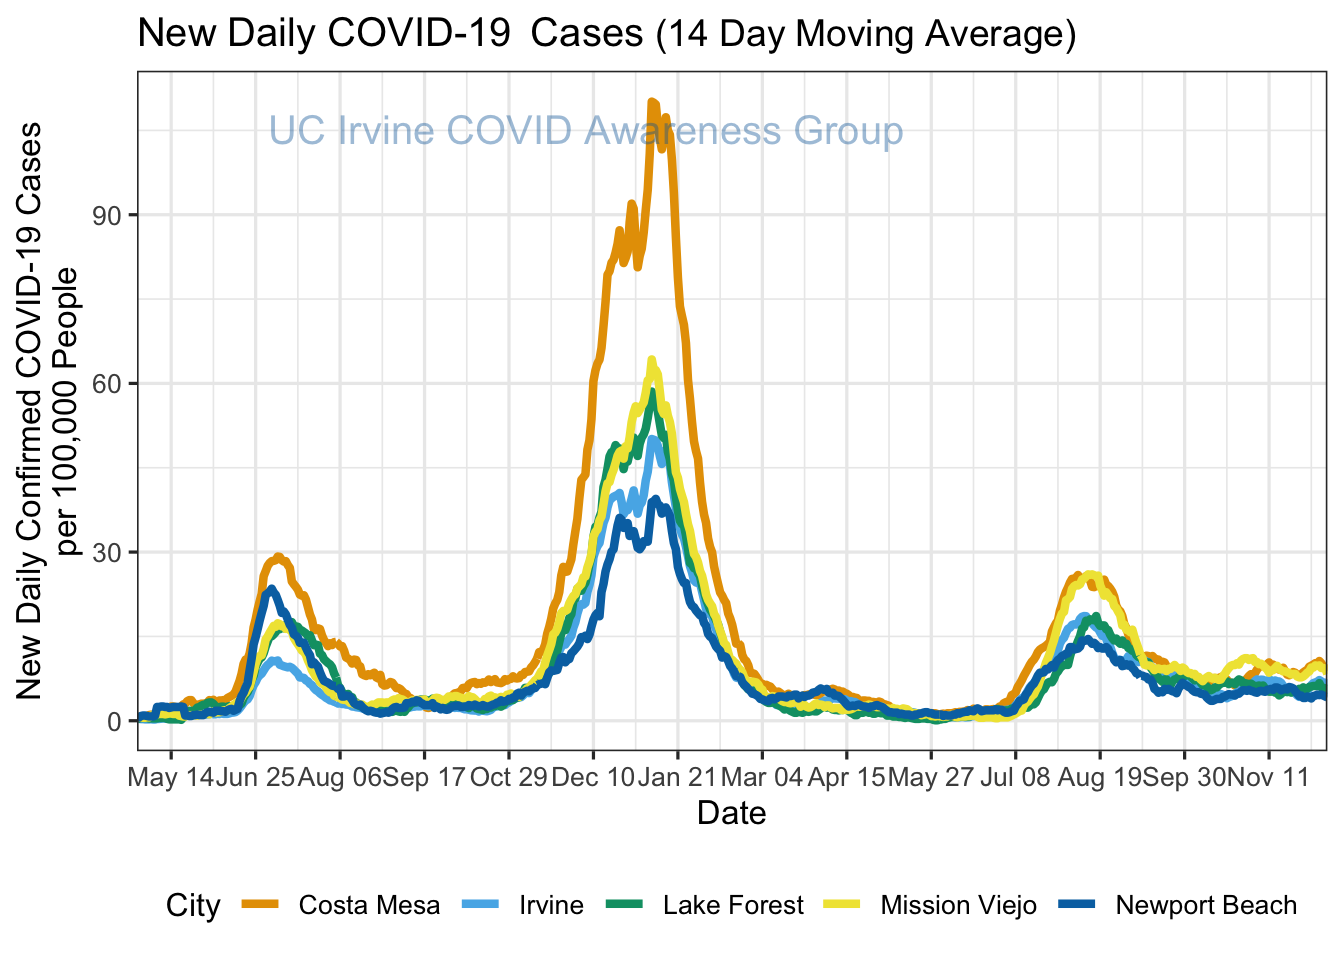 New Daily COVID-19 Cases (14 Day Moving Average)
UC Irvine COVID Awareness Group
New Daily Confirmed COVID-19 Cases
per 100,000 People
90
60
30
0
May 14 Jun 25 Aug 06 Sep 17 Oct 29 Dec 10 Jan 21 Mar 04 Apr 15 May 27 Jul 08 Aug 19 Sep 30 Nov 11
Date
City Costa Mesa Irvine Lake Forest Mission Viejo Newport Beach